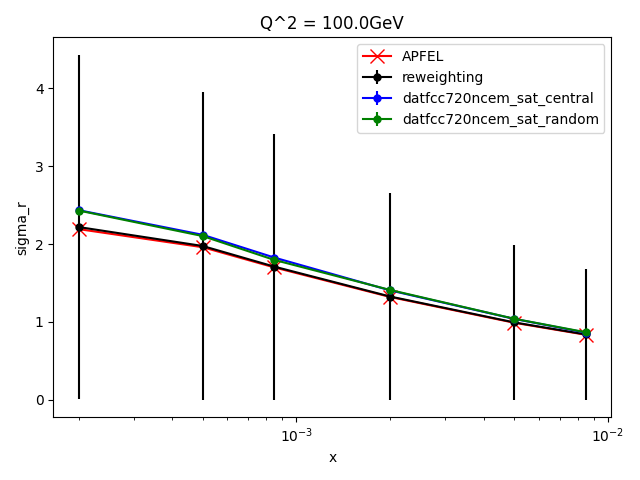 Q^2 = 100.0GeV
APFEL
reweighting
datfcc720ncem_sat_central
datfcc720ncem_sat_random
sigma_r
4
3
2
1
0
10^{-3}
10^{-2}
x